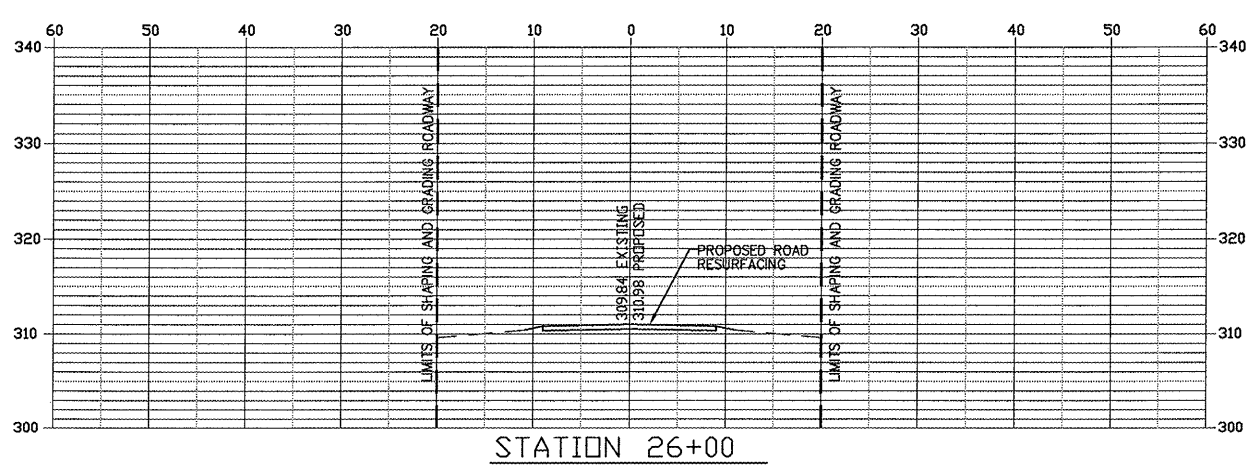 60 50 40 30 20 10 0 10 20 30 40 50 60
340 340
330 330
320 320
310 310
300 300
LIMITS OF SHAPING AND GRADING ROADWAY
309.84 EXISTING
310.98 PROPOSED
PROPOSED ROAD
RESURFACING
LIMITS OF SHAPING AND GRADING ROADWAY
STATION 26+00